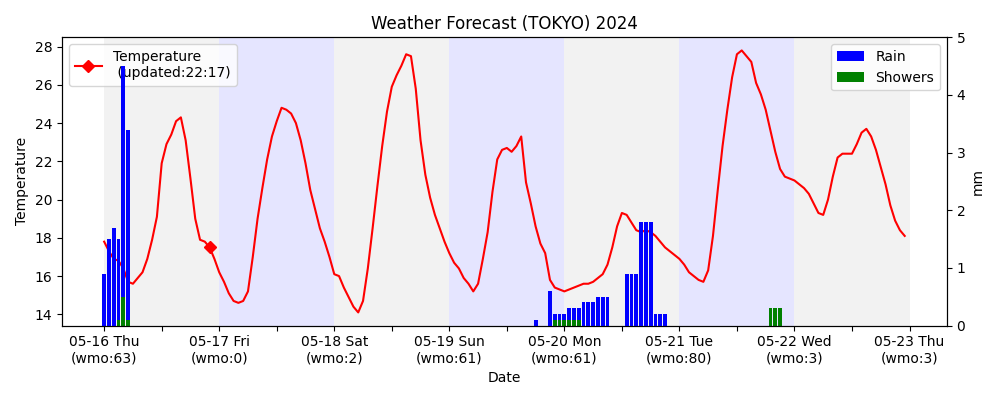 Weather Forecast (TOKYO) 2024
Temperature
(updated:22:17)
Rain
Showers
28
26
24
22
20
18
16
14
Temperature
5
4
3
2
1
0
mm
05-16 Thu
(wmo:63)
05-17 Fri
(wmo:0)
05-18 Sat
(wmo:2)
05-19 Sun
(wmo:61)
05-20 Mon
(wmo:61)
05-21 Tue
(wmo:80)
05-22 Wed
(wmo:3)
05-23 Thu
(wmo:3)
Date